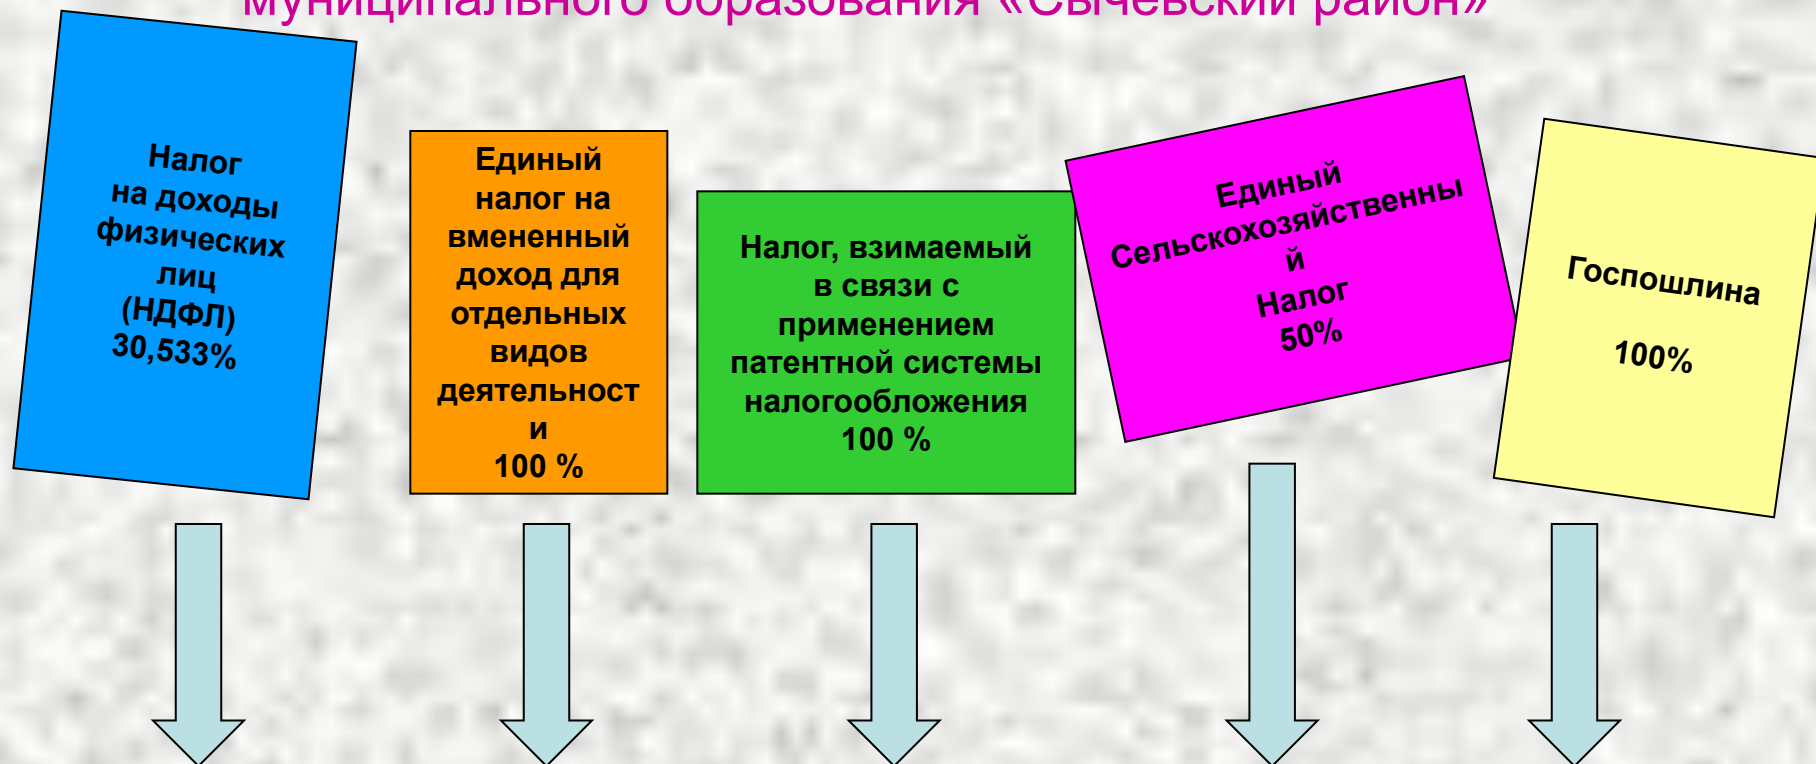 муниципального образования «Сычевский район»
Налог
на доходы
физических
лиц
(НДФЛ)
30,533%
Единый
налог на
вмененный
доход для
отдельных
видов
деятельност
и
100 %
Налог, взимаемый
в связи с
применением
патентной системы
налогообложения
100 %
Единый
Сельскохозяйственны
й
Налог
50%
Госпошлина
100%